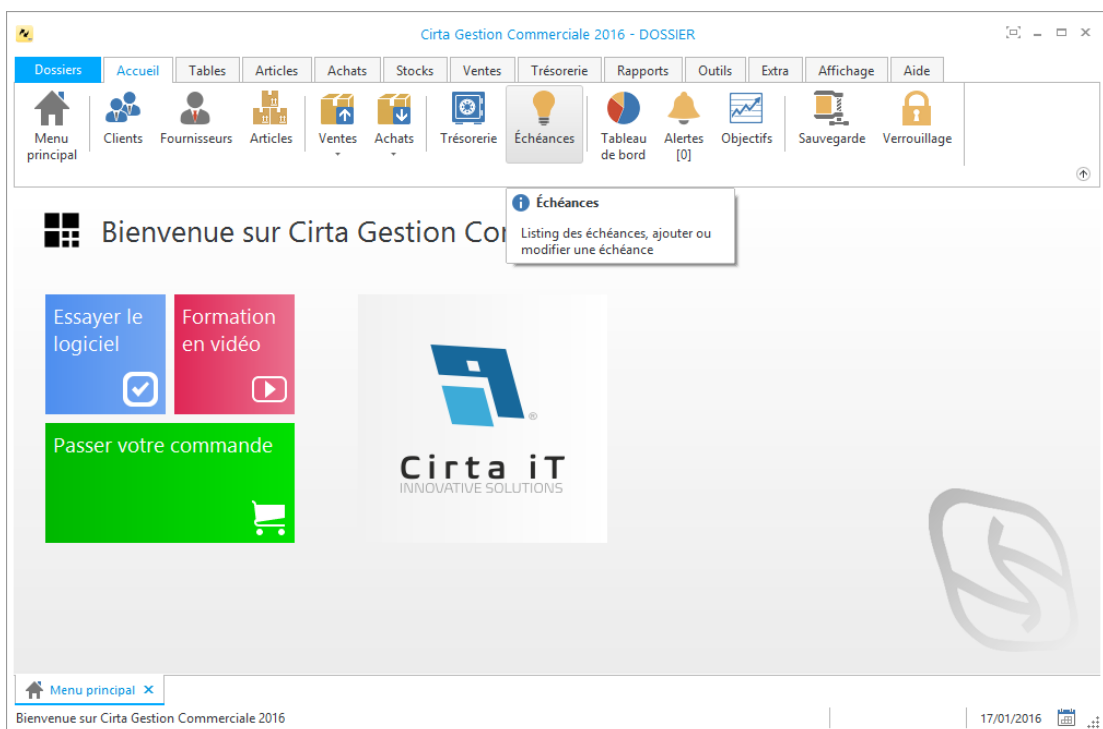 Cirta Gestion Commerciale 2016 - DOSSIER
Dossiers Accueil Tables Articles Achats Stocks Ventes Trésorerie Rapports Outils Extra Affichage Aide
Menu principal
Clients
Fournisseurs
Articles
Ventes
Achats
Trésorerie
Échéances
Tableau de bord
Alertes [0]
Objectifs
Sauvegarde
Verrouillage
Échéances
Listing des échéances, ajouter ou
modifier une échéance
Bienvenue sur Cirta Gestion
Essayer le
logiciel
Formation
en vidéo
Passer votre commande
Cirta iT
INNOVATIVE SOLUTIONS
Menu principal
Bienvenue sur Cirta Gestion Commerciale 2016
17/01/2016